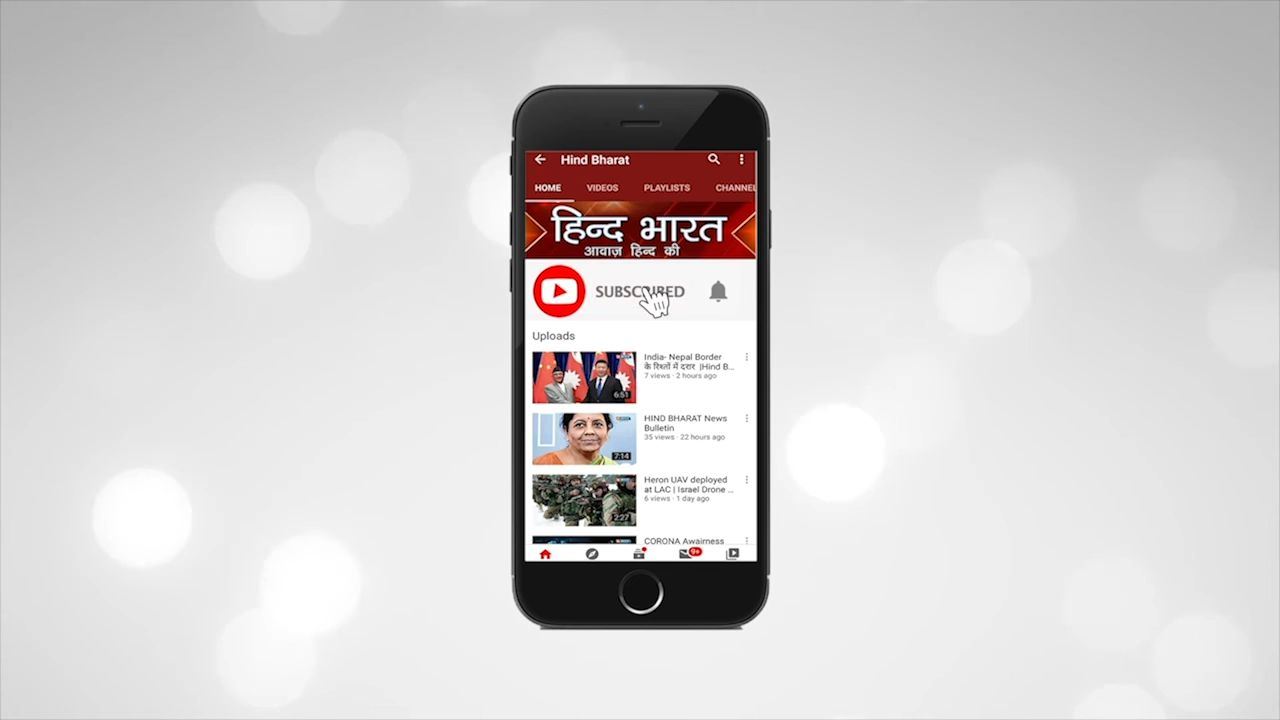 Hind Bharat
HOME VIDEOS PLAYLISTS CHANNEL
हिन्द भारत
आवाज़ हिन्द की
SUBSCRIBED
Uploads
India- Nepal Border
के रिश्तों में दरार |Hind B...
7 views · 2 hours ago
6:51
HIND BHARAT News
Bulletin
35 views · 22 hours ago
7:14
Heron UAV deployed
at LAC | Israel Drone ...
6 views · 1 day ago
2:27
CORONA Awairness
9+